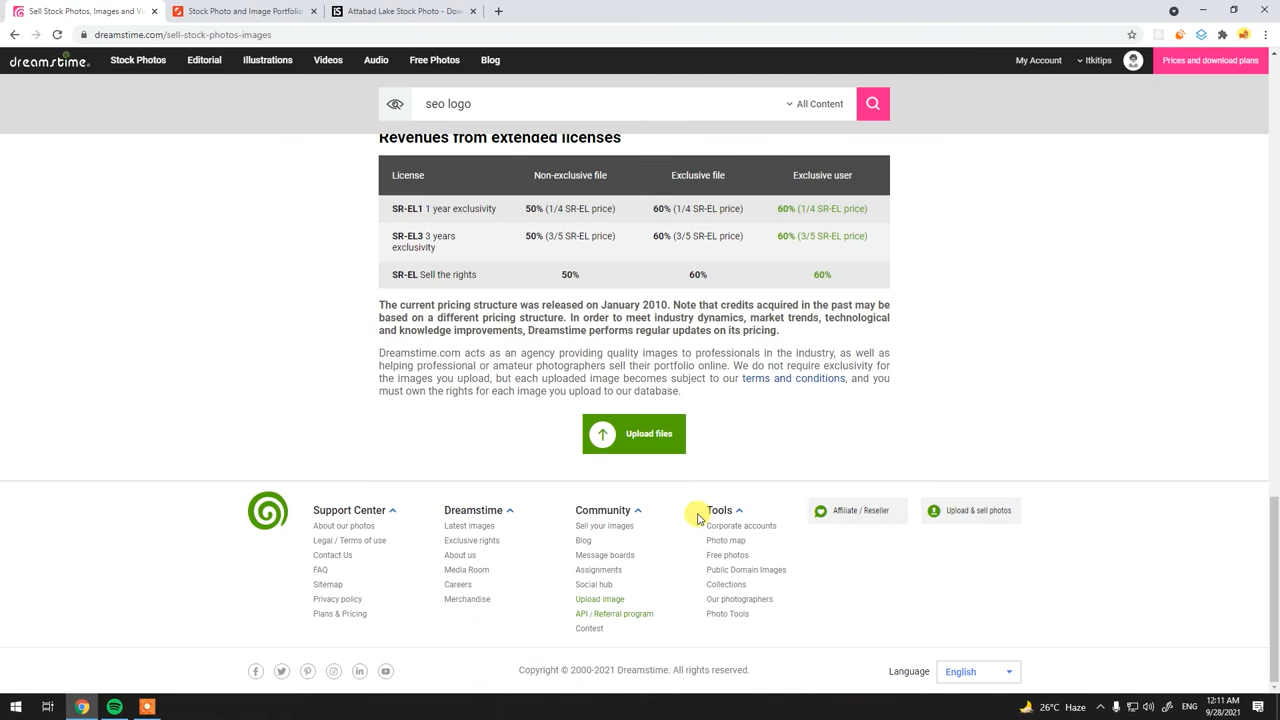 Sell Stock Photos, Images and Vi
Stock Photo and Image Portfolio
iS Attabad Lake Stock Photo - Dow
dreamstime.com/sell-stock-photos-images
dreamstime. Stock Photos Editorial Illustrations Videos Audio Free Photos Blog My Account Itkitips Prices and download plans
seo logo All Content
Revenues from extended licenses
License Non-exclusive file Exclusive file Exclusive user
SR-EL1 1 year exclusivity 50% (1/4 SR-EL price) 60% (1/4 SR-EL price) 60% (1/4 SR-EL price)
SR-EL3 3 years exclusivity 50% (3/5 SR-EL price) 60% (3/5 SR-EL price) 60% (3/5 SR-EL price)
SR-EL Sell the rights 50% 60% 60%
The current pricing structure was released on January 2010. Note that credits acquired in the past may be
based on a different pricing structure. In order to meet industry dynamics, market trends, technological
and knowledge improvements, Dreamstime performs regular updates on its pricing.
Dreamstime.com acts as an agency providing quality images to professionals in the industry, as well as
helping professional or amateur photographers sell their portfolio online. We do not require exclusivity for
the images you upload, but each uploaded image becomes subject to our terms and conditions, and you
must own the rights for each image you upload to our database.
Upload files
Support Center
About our photos
Legal / Terms of use
Contact Us
FAQ
Sitemap
Privacy policy
Plans & Pricing
Dreamstime
Latest images
Exclusive rights
About us
Media Room
Careers
Merchandise
Community
Sell your images
Blog
Message boards
Assignments
Social hub
Upload image
API / Referral program
Contest
Tools
Corporate accounts
Photo map
Free photos
Public Domain Images
Collections
Our photographers
Photo Tools
Affiliate / Reseller
Upload & sell photos
Copyright © 2000-2021 Dreamstime. All rights reserved.
Language English
26°C Haze ENG 12:11 AM
9/28/2021